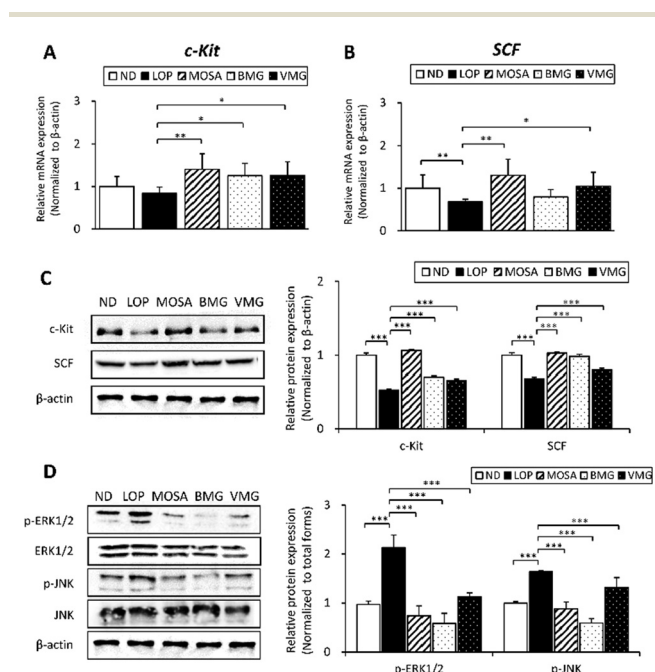 A
c-Kit
ND LOP MOSA BMG VMG
Relative mRNA expression
(Normalized to β-actin)
3
2
1
0
*
*
**
B
SCF
ND LOP MOSA BMG VMG
Relative mRNA expression
(Normalized to β-actin)
3
2
1
0
*
**
**
C
ND LOP MOSA BMG VMG
c-Kit
SCF
β-actin
ND LOP MOSA BMG VMG
Relative protein expression
(Normalized to β-actin)
2
1
0
***
***
***
***
***
***
***
***
c-Kit SCF
D
ND LOP MOSA BMG VMG
p-ERK1/2
ERK1/2
p-JNK
JNK
β-actin
ND LOP MOSA BMG VMG
Relative protein expression
(Normalized to total forms)
3
2
1
0
***
***
***
***
***
***
***
***
p-ERK1/2 p-JNK